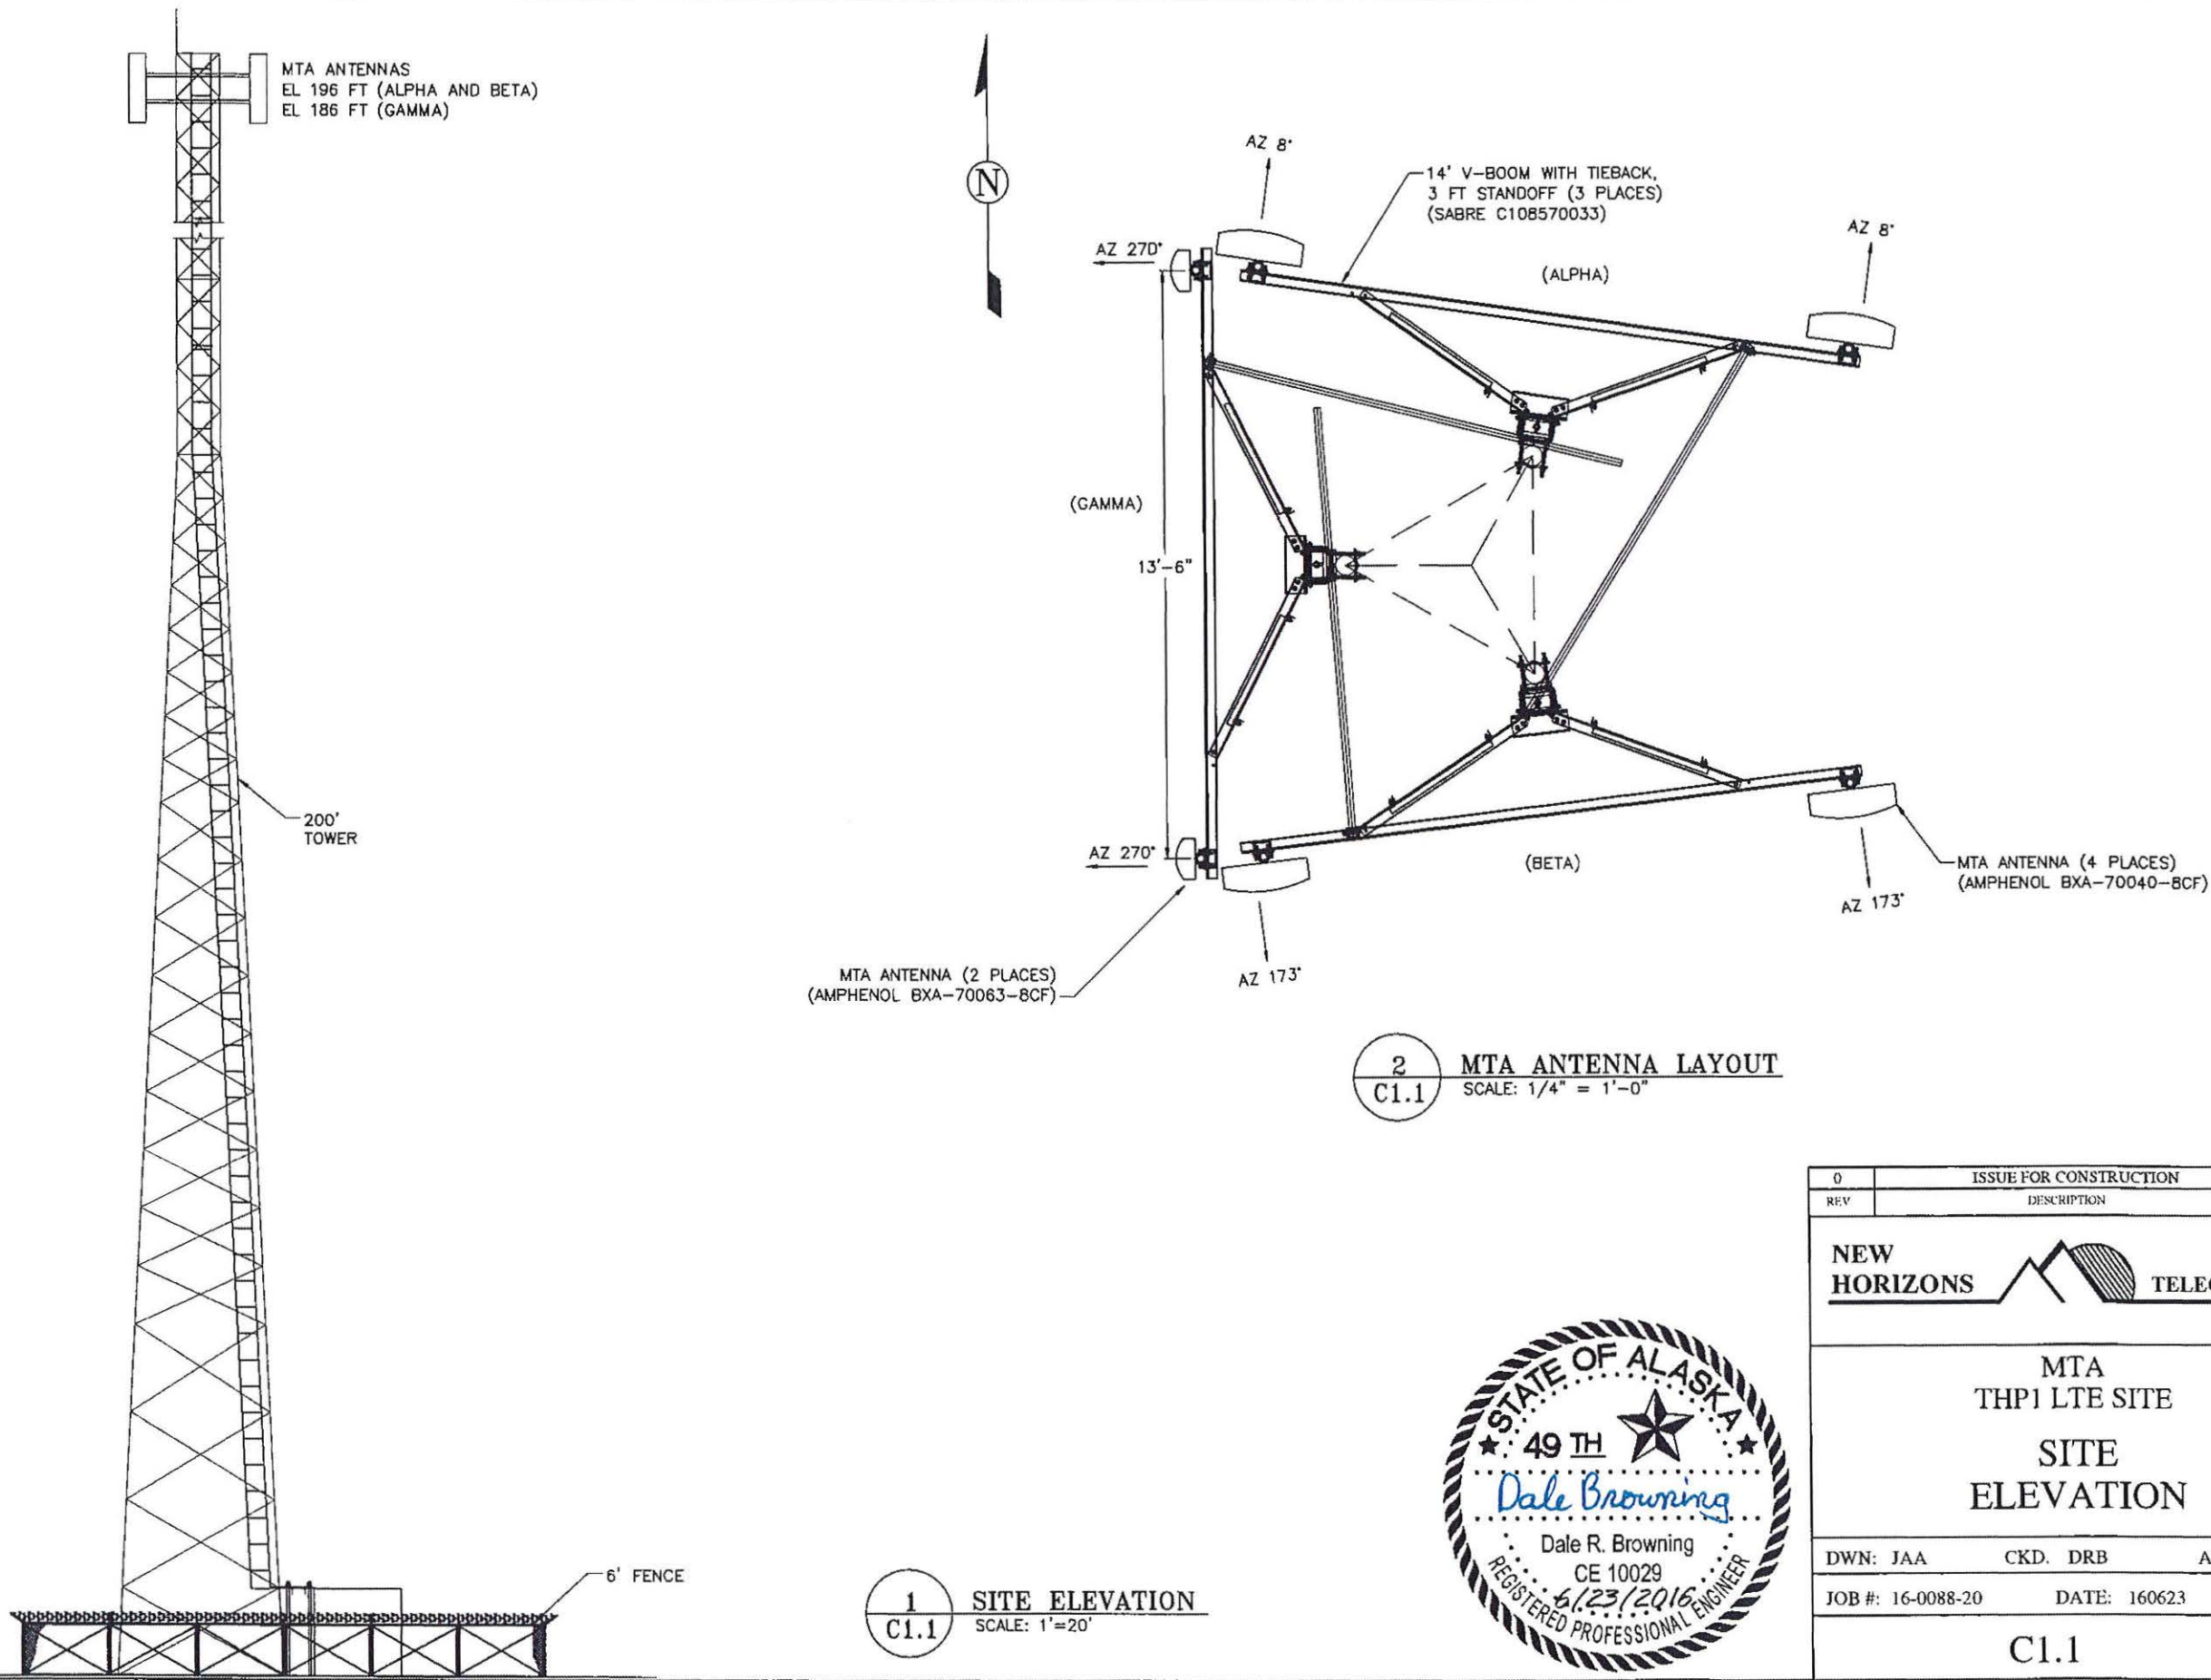 MTA ANTENNAS
EL 196 FT (ALPHA AND BETA)
EL 186 FT (GAMMA)
200'
TOWER
6' FENCE
1
C1.1
SITE ELEVATION
SCALE: 1'=20'
N
AZ 8°
14' V-BOOM WITH TIEBACK,
3 FT STANDOFF (3 PLACES)
(SABRE C108570033)
AZ 8°
AZ 270°
(ALPHA)
(GAMMA)
13'-6"
AZ 270°
(BETA)
MTA ANTENNA (4 PLACES)
(AMPHENOL BXA-70040-8CF)
AZ 173°
AZ 173°
MTA ANTENNA (2 PLACES)
(AMPHENOL BXA-70063-8CF)
2
C1.1
MTA ANTENNA LAYOUT
SCALE: 1/4" = 1'-0"
STATE OF ALASKA
49 TH
Dale Browning
Dale R. Browning
CE 10029
6/23/2016
REGISTERED PROFESSIONAL ENGINEER
0 ISSUE FOR CONSTRUCTION
REV DESCRIPTION
NEW
HORIZONS TELE
MTA
THP1 LTE SITE
SITE
ELEVATION
DWN: JAA CKD. DRB A
JOB #: 16-0088-20 DATE: 160623
C1.1